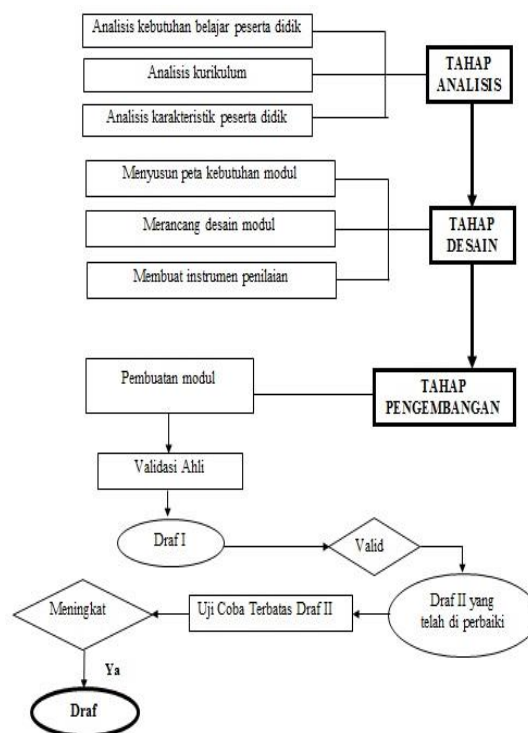 Analisis kebutuhan belajar peserta didik
Analisis kurikulum
Analisis karakteristik peserta didik
TAHAP
ANALISIS
Menyusun peta kebutuhan modul
Merancang desain modul
Membuat instrumen penilaian
TAHAP
DESAIN
Pembuatan modul
TAHAP
PENGEMBANGAN
Validasi Ahli
Draf I
Valid
Draf II yang
telah di perbaiki
Uji Coba Terbatas Draf II
Meningkat
Ya
Draf